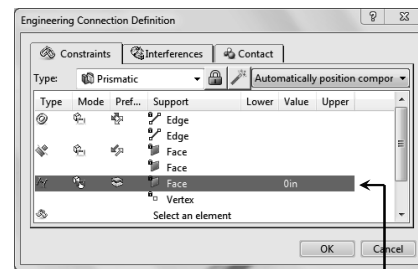 Engineering Connection Definition
Constraints Interferences Contact
Type: Prismatic Automatically position compor
Type Mode Pref... Support Lower Value Upper
Edge
Edge
Face
Face
Face 0in
Vertex
Select an element
OK Cancel